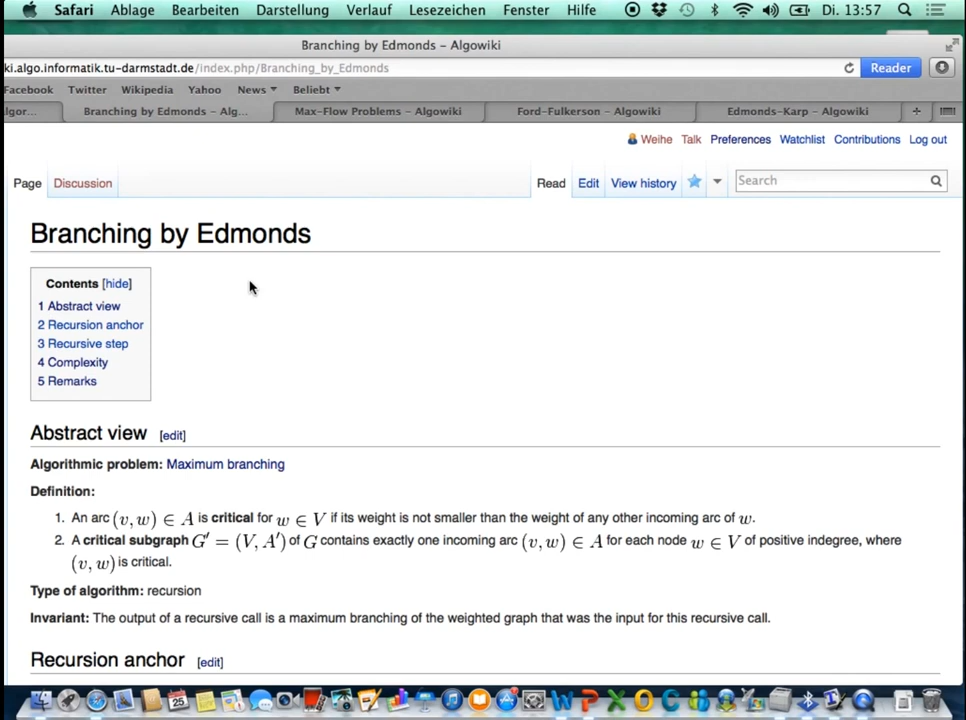 Safari Ablage Bearbeiten Darstellung Verlauf Lesezeichen Fenster Hilfe Di. 13:57
Branching by Edmonds – Algowiki
ki.algo.informatik.tu-darmstadt.de/index.php/Branching_by_Edmonds Reader
Facebook Twitter Wikipedia Yahoo News Beliebt
lgor... Branching by Edmonds – Alg... Max-Flow Problems – Algowiki Ford-Fulkerson – Algowiki Edmonds-Karp – Algowiki +
Weihe Talk Preferences Watchlist Contributions Log out
Page Discussion Read Edit View history Search
Branching by Edmonds
Contents [hide]
1 Abstract view
2 Recursion anchor
3 Recursive step
4 Complexity
5 Remarks
Abstract view [edit]
Algorithmic problem: Maximum branching
Definition:
1. An arc (v, w) ∈ A is critical for w ∈ V if its weight is not smaller than the weight of any other incoming arc of w.
2. A critical subgraph G′ = (V, A′) of G contains exactly one incoming arc (v, w) ∈ A for each node w ∈ V of positive indegree, where
(v, w) is critical.
Type of algorithm: recursion
Invariant: The output of a recursive call is a maximum branching of the weighted graph that was the input for this recursive call.
Recursion anchor [edit]